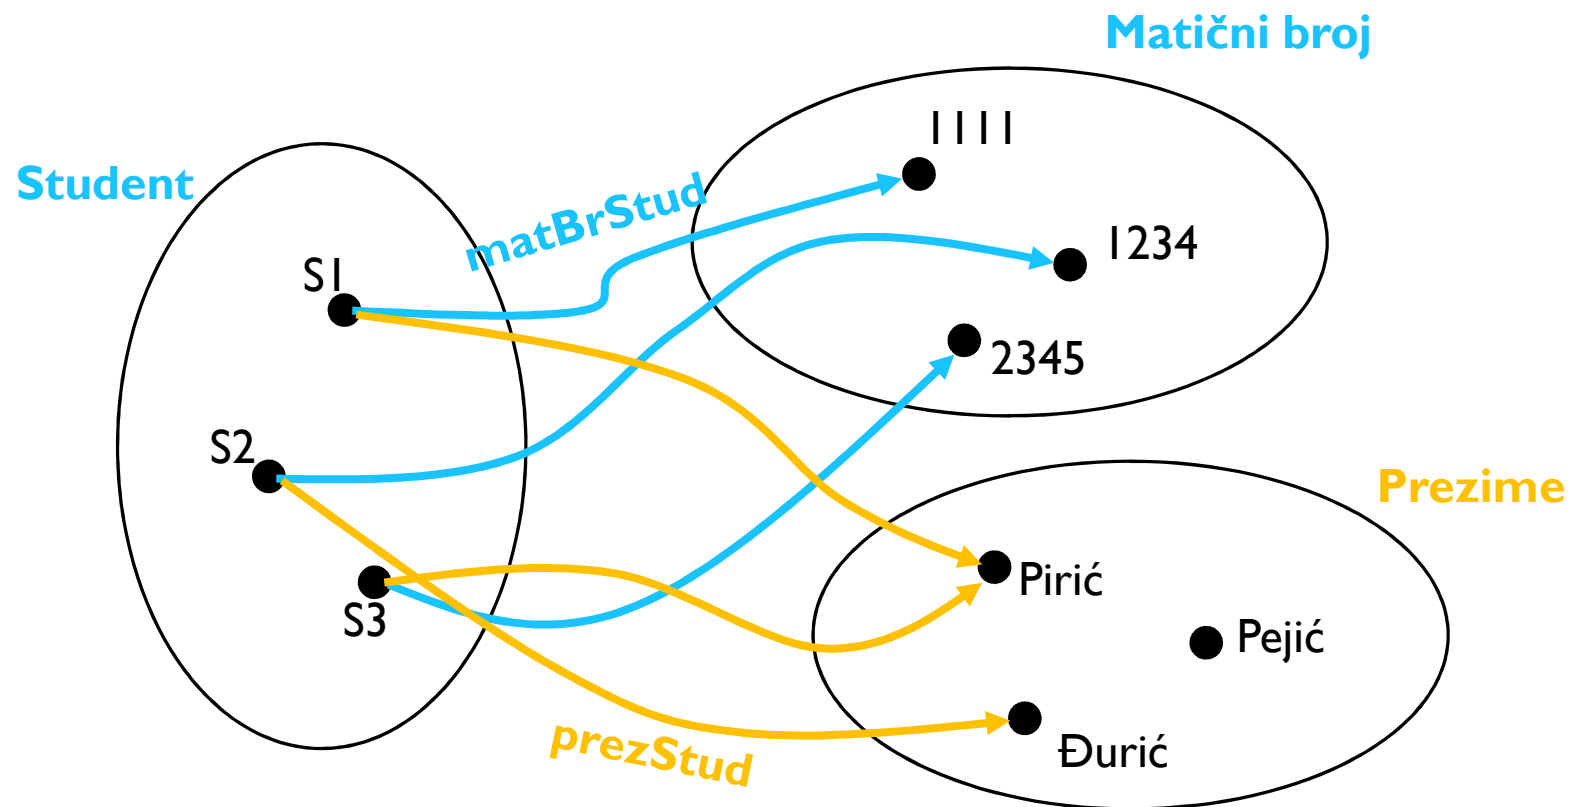 Matični broj
1111
Student
matBrStud
1234
S1
2345
S2
Prezime
Pirić
S3
Pejić
prezStud
Đurić